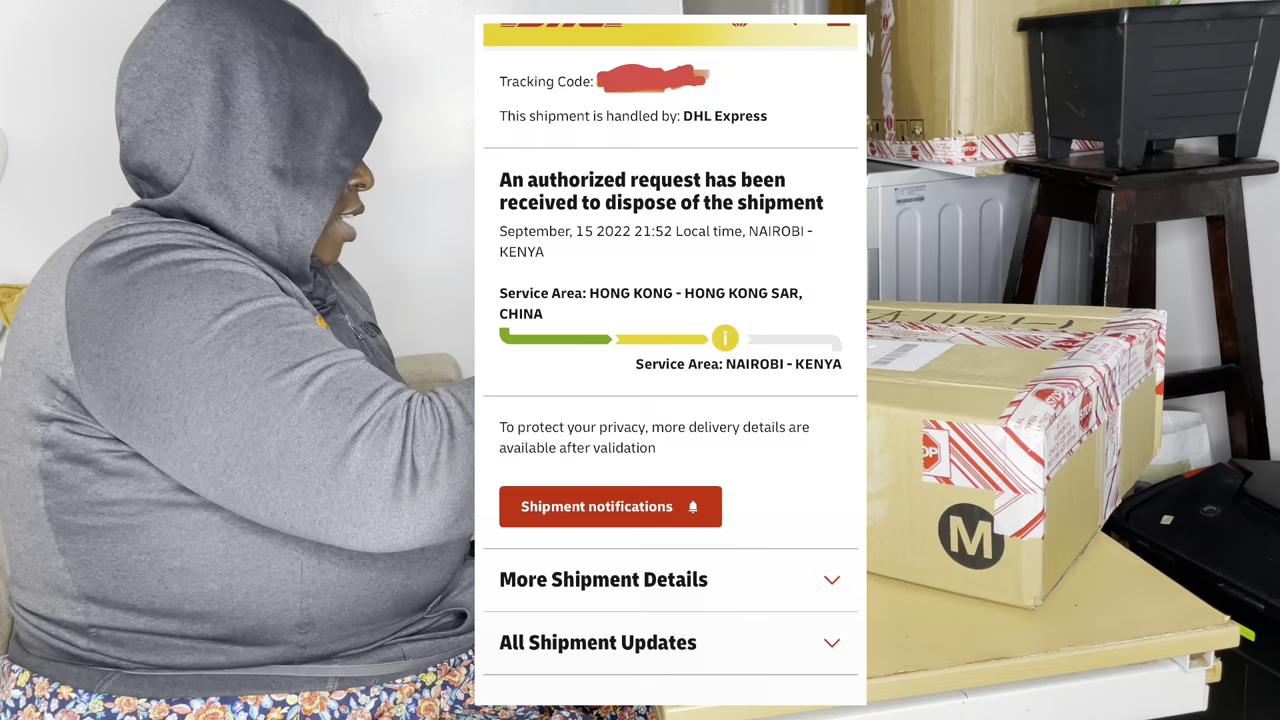 Tracking Code:
This shipment is handled by: DHL Express
An authorized request has been
received to dispose of the shipment
September, 15 2022 21:52 Local time, NAIROBI -
KENYA
Service Area: HONG KONG - HONG KONG SAR,
CHINA
i
Service Area: NAIROBI - KENYA
To protect your privacy, more delivery details are
available after validation
Shipment notifications
More Shipment Details
All Shipment Updates
STOP
STOP
STOP
M